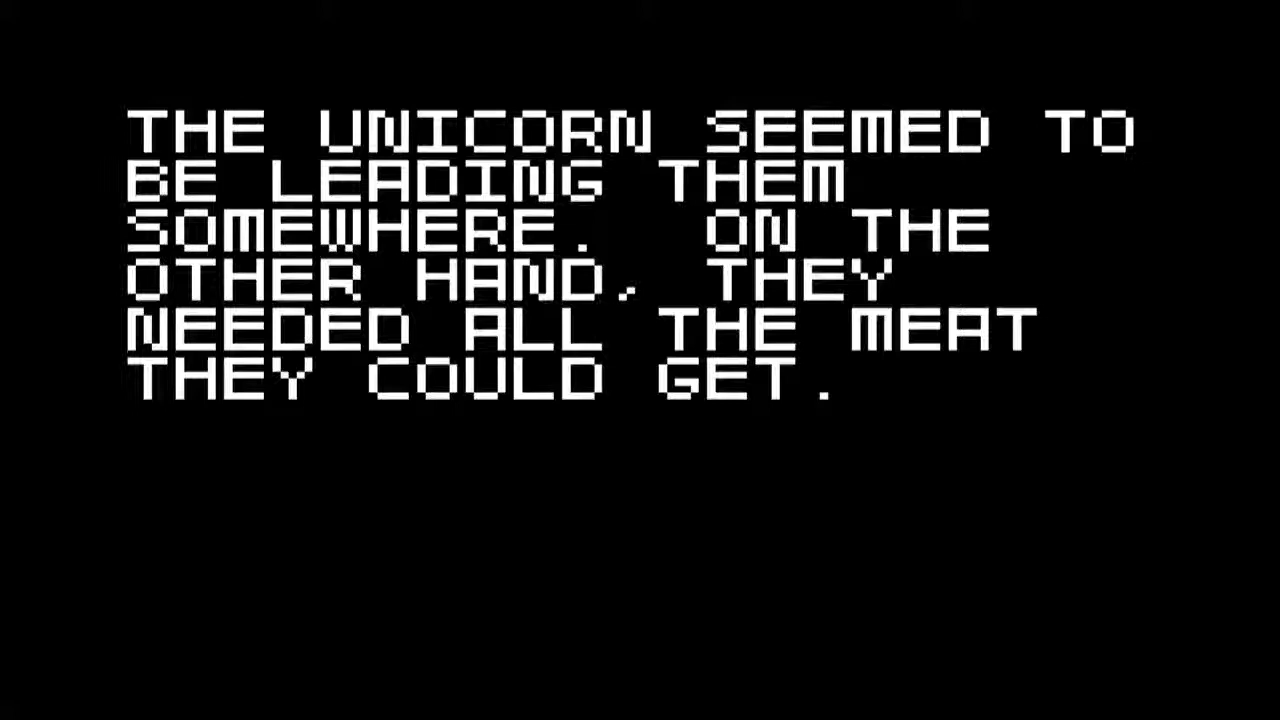 THE UNICORN SEEMED TO
BE LEADING THEM
SOMEWHERE.  ON THE
OTHER HAND, THEY
NEEDED ALL THE MEAT
THEY COULD GET.